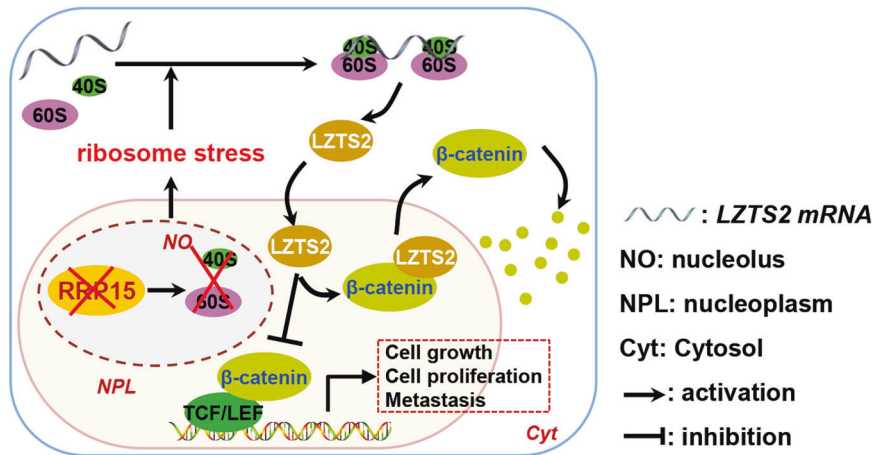 40S
60S
40S
60S
40S
60S
LZTS2
ribosome stress
β-catenin
NO
40S
60S
RRP15
LZTS2
LZTS2
β-catenin
NPL
β-catenin
TCF/LEF
Cell growth
Cell proliferation
Metastasis
Cyt
: LZTS2 mRNA
NO: nucleolus
NPL: nucleoplasm
Cyt: Cytosol
: activation
: inhibition